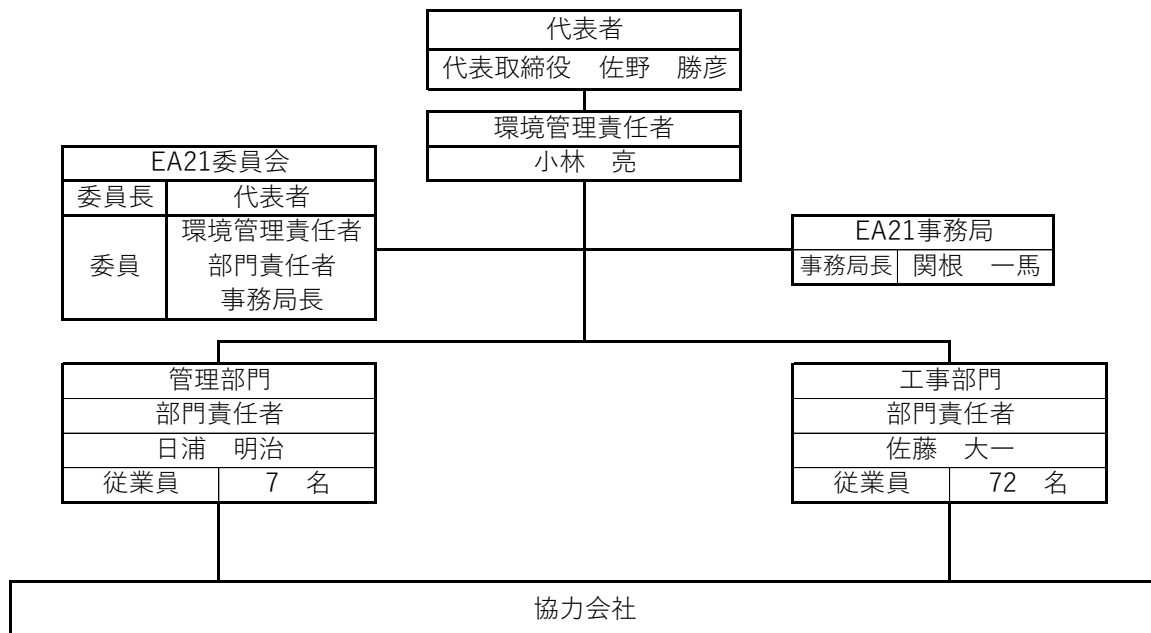 代表者
代表取締役　佐野　勝彦
環境管理責任者
小林　亮
EA21委員会
委員長　代表者
委員　環境管理責任者
部門責任者
事務局長
EA21事務局
事務局長　関根　一馬
管理部門
部門責任者
日浦　明治
従業員　7　名
工事部門
部門責任者
佐藤　大一
従業員　72　名
協力会社